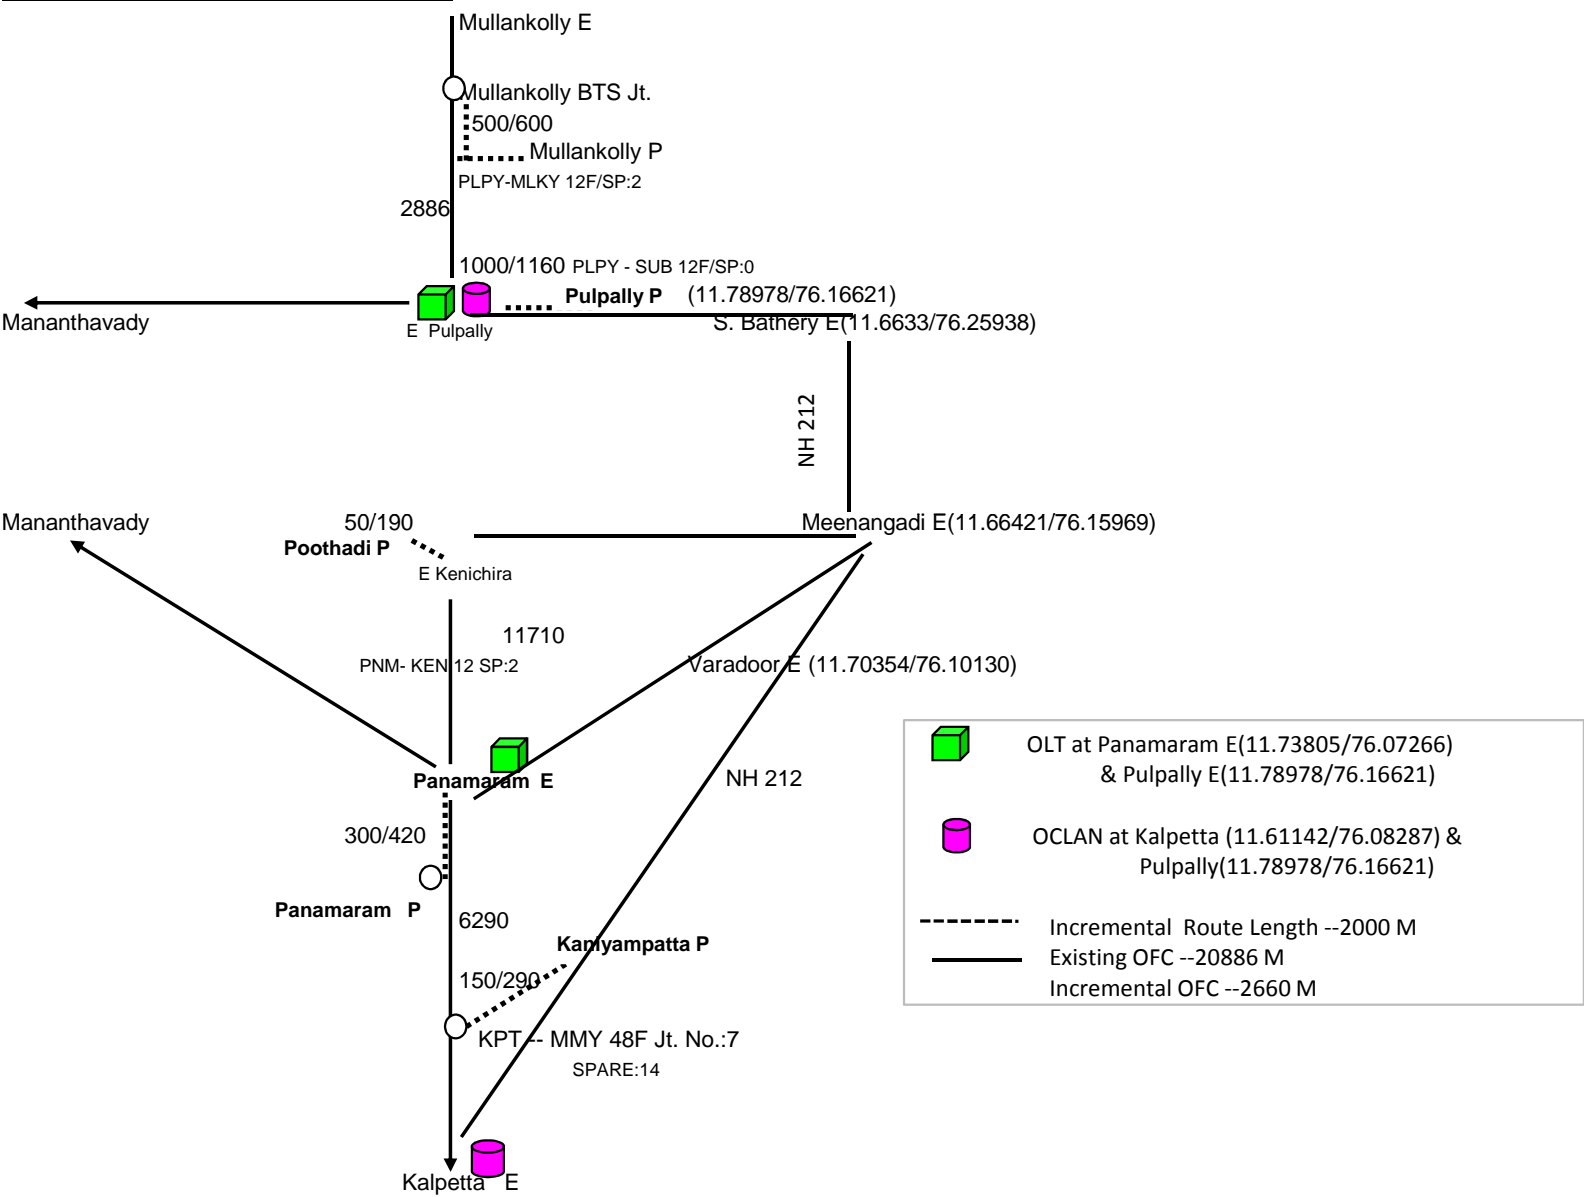 Mullankolly E
Mullankolly BTS Jt.
500/600
Mullankolly P
PLPY-MLKY 12F/SP:2
2886
1000/1160 PLPY - SUB 12F/SP:0
Pulpally P (11.78978/76.16621)
Mananthavady
E Pulpally
S. Bathery E(11.6633/76.25938)
NH 212
Mananthavady
50/190
Meenangadi E(11.66421/76.15969)
Poothadi P
E Kenichira
11710
PNM- KEN 12 SP:2
Varadoor E (11.70354/76.10130)
Panamaram E
NH 212
300/420
Panamaram P
6290
Kaniyampatta P
150/290
KPT -- MMY 48F Jt. No.:7
SPARE:14
Kalpetta E
OLT at Panamaram E(11.73805/76.07266)
& Pulpally E(11.78978/76.16621)
OCLAN at Kalpetta (11.61142/76.08287) &
Pulpally(11.78978/76.16621)
Incremental Route Length --2000 M
Existing OFC --20886 M
Incremental OFC --2660 M